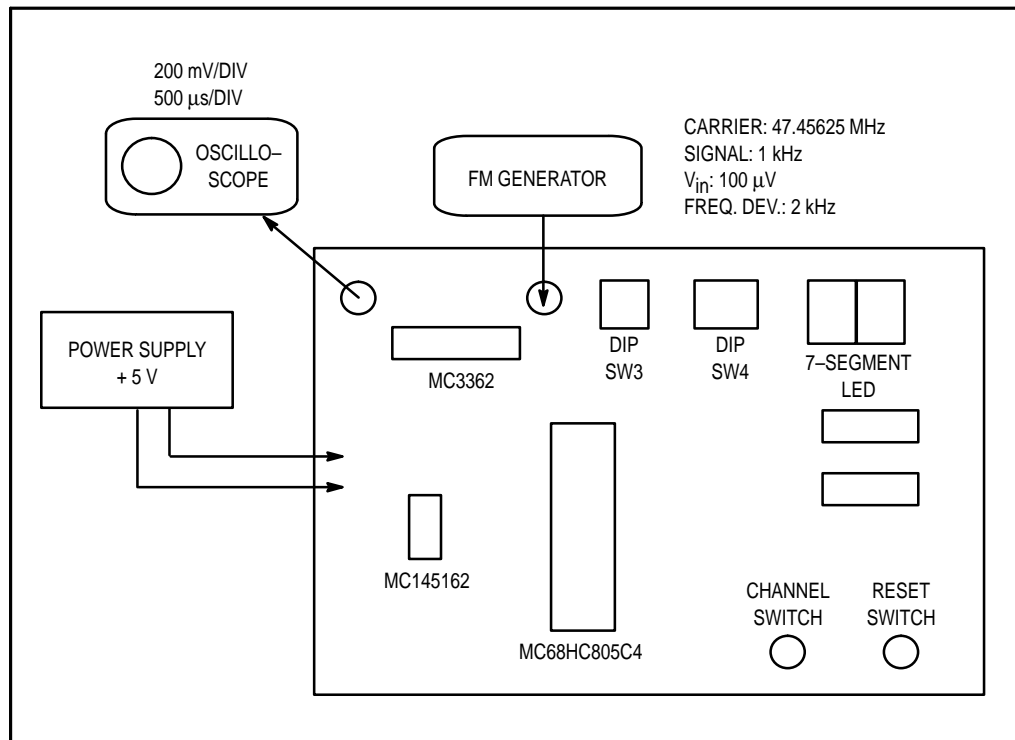 200 mV/DIV
500 µs/DIV
OSCILLO–
SCOPE
FM GENERATOR
CARRIER: 47.45625 MHz
SIGNAL: 1 kHz
Vin: 100 µV
FREQ. DEV.: 2 kHz
POWER SUPPLY
+ 5 V
MC3362
DIP
SW3
DIP
SW4
7–SEGMENT
LED
MC145162
MC68HC805C4
CHANNEL
SWITCH
RESET
SWITCH